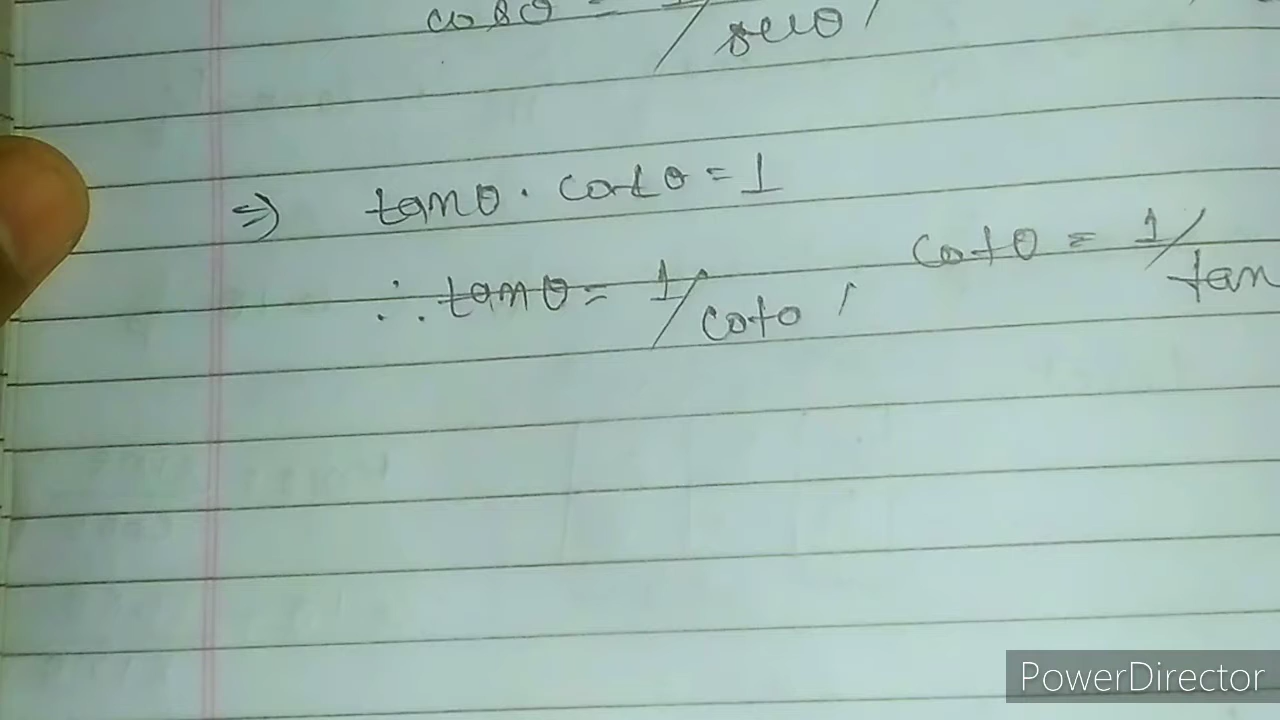 cosθ = 1/secθ,
⇒ tanθ · cotθ = 1
∴ tanθ = 1/cotθ, cotθ = 1/tan
PowerDirector